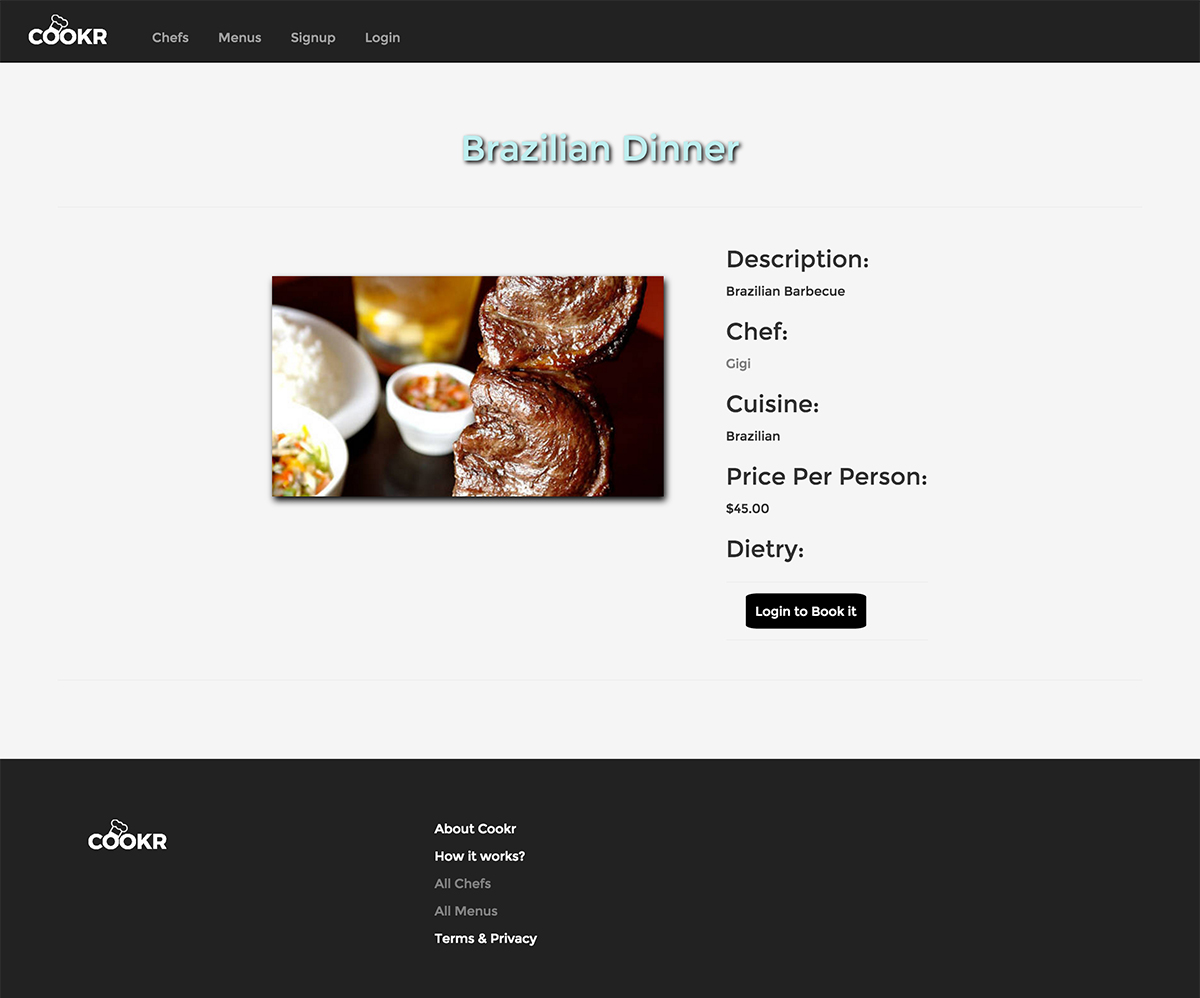 COOKR
Chefs
Menus
Signup
Login
Brazilian Dinner
Description:
Brazilian Barbecue
Chef:
Gigi
Cuisine:
Brazilian
Price Per Person:
$45.00
Dietry:
Login to Book it
COOKR
About Cookr
How it works?
All Chefs
All Menus
Terms & Privacy